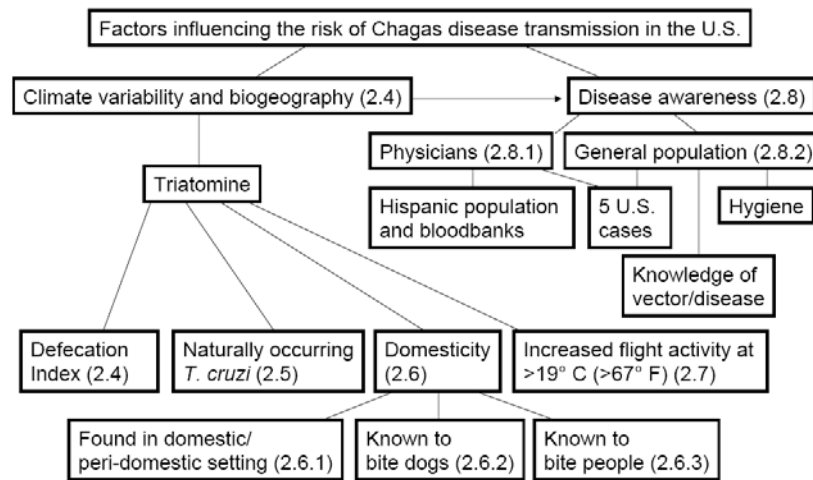 Factors influencing the risk of Chagas disease transmission in the U.S.
Climate variability and biogeography (2.4)
Disease awareness (2.8)
Physicians (2.8.1)
General population (2.8.2)
Triatomine
Hispanic population
and bloodbanks
5 U.S.
cases
Hygiene
Knowledge of
vector/disease
Defecation
Index (2.4)
Naturally occurring
T. cruzi (2.5)
Domesticity
(2.6)
Increased flight activity at
>19° C (>67° F) (2.7)
Found in domestic/
peri-domestic setting (2.6.1)
Known to
bite dogs (2.6.2)
Known to
bite people (2.6.3)